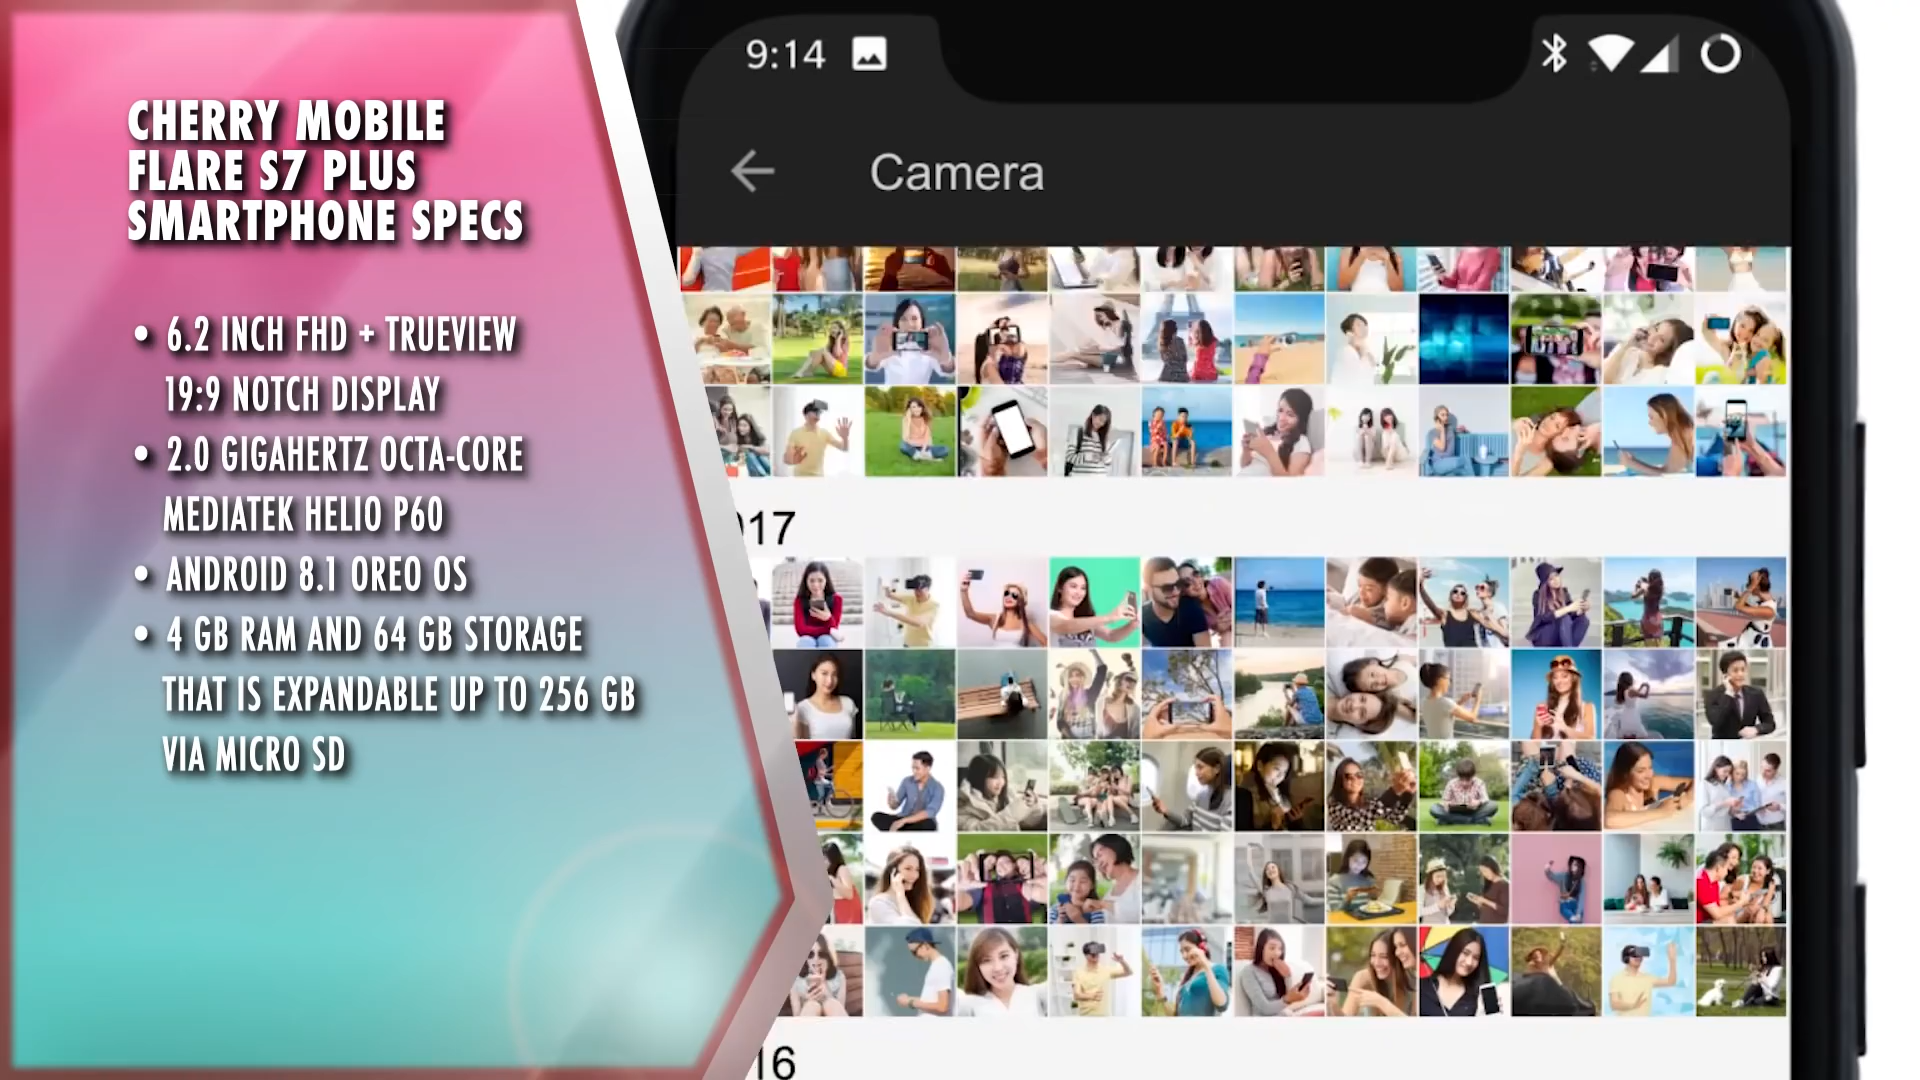 CHERRY MOBILE
FLARE S7 PLUS
SMARTPHONE SPECS
• 6.2 INCH FHD + TRUEVIEW
19:9 NOTCH DISPLAY
• 2.0 GIGAHERTZ OCTA-CORE
MEDIATEK HELIO P60
• ANDROID 8.1 OREO OS
• 4 GB RAM AND 64 GB STORAGE
THAT IS EXPANDABLE UP TO 256 GB
VIA MICRO SD
9:14
Camera
17
16